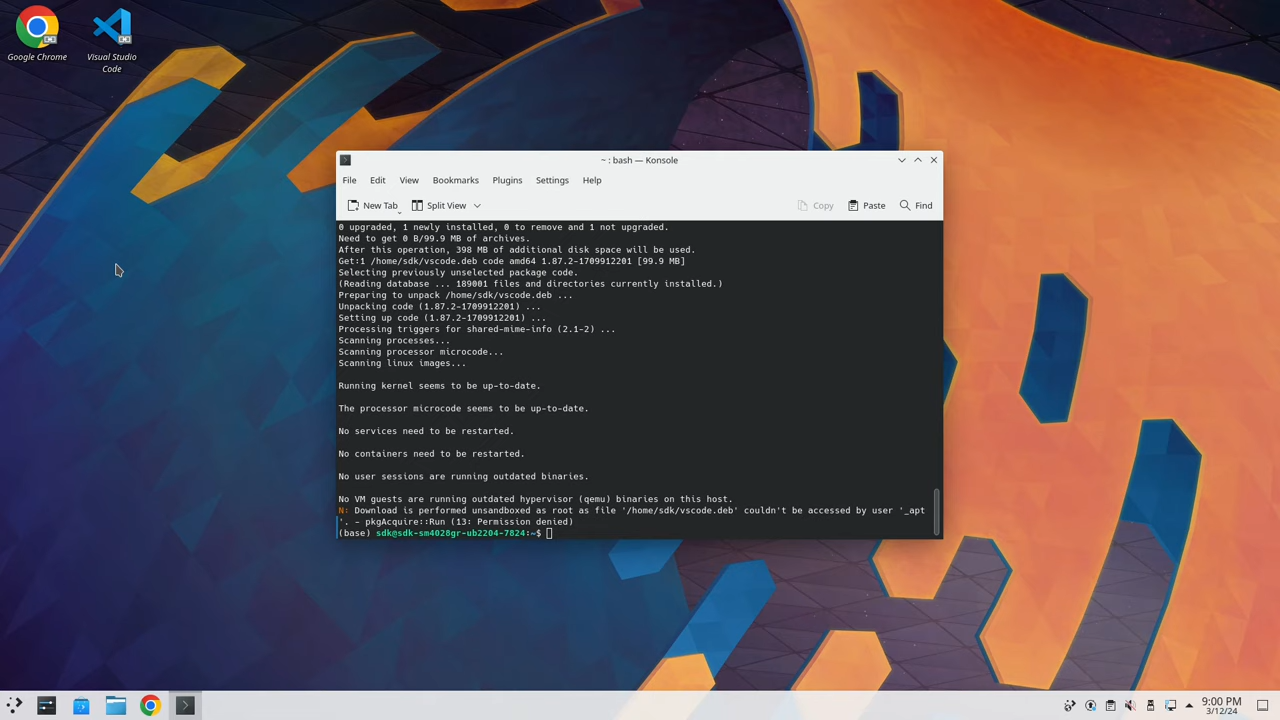 Google Chrome
Visual Studio
Code
~ : bash — Konsole
File Edit View Bookmarks Plugins Settings Help
New Tab Split View Copy Paste Find
0 upgraded, 1 newly installed, 0 to remove and 1 not upgraded.
Need to get 0 B/99.9 MB of archives.
After this operation, 398 MB of additional disk space will be used.
Get:1 /home/sdk/vscode.deb code amd64 1.87.2-1709912201 [99.9 MB]
Selecting previously unselected package code.
(Reading database ... 189001 files and directories currently installed.)
Preparing to unpack /home/sdk/vscode.deb ...
Unpacking code (1.87.2-1709912201) ...
Setting up code (1.87.2-1709912201) ...
Processing triggers for shared-mime-info (2.1-2) ...
Scanning processes...
Scanning processor microcode...
Scanning linux images...
Running kernel seems to be up-to-date.
The processor microcode seems to be up-to-date.
No services need to be restarted.
No containers need to be restarted.
No user sessions are running outdated binaries.
No VM guests are running outdated hypervisor (qemu) binaries on this host.
N: Download is performed unsandboxed as root as file '/home/sdk/vscode.deb' couldn't be accessed by user '_apt
'. - pkgAcquire::Run (13: Permission denied)
(base) sdk@sdk-sm4028gr-ub2204-7824:~$
9:00 PM
3/12/24